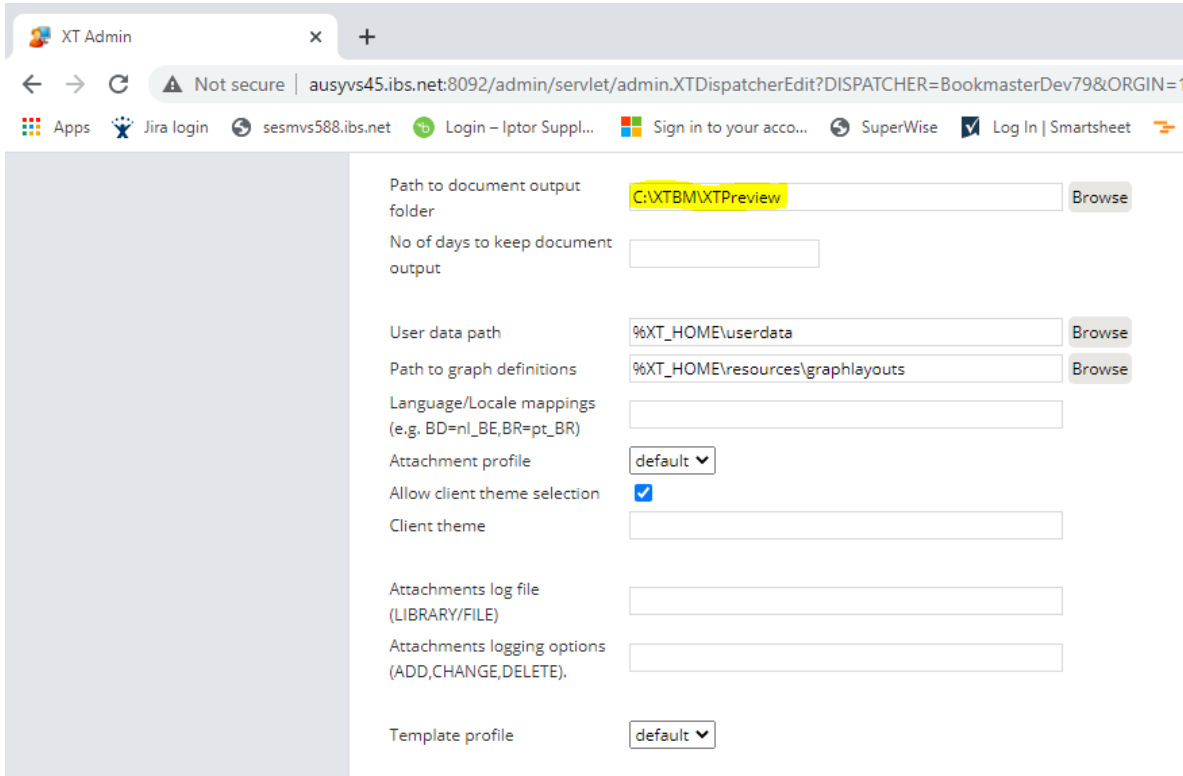 XT Admin
Not secure | ausyvs45.ibs.net:8092/admin/servlet/admin.XTDispatcherEdit?DISPATCHER=BookmasterDev79&ORGIN=1
Apps Jira login sesmvs588.ibs.net Login – Iptor Suppl... Sign in to your acco... SuperWise Log In | Smartsheet
Path to document output
folder
C:\XTBM\XTPreview Browse
No of days to keep document
output
User data path %XT_HOME\userdata Browse
Path to graph definitions %XT_HOME\resources\graphlayouts Browse
Language/Locale mappings
(e.g. BD=nl_BE,BR=pt_BR)
Attachment profile default
Allow client theme selection
Client theme
Attachments log file
(LIBRARY/FILE)
Attachments logging options
(ADD,CHANGE,DELETE).
Template profile default